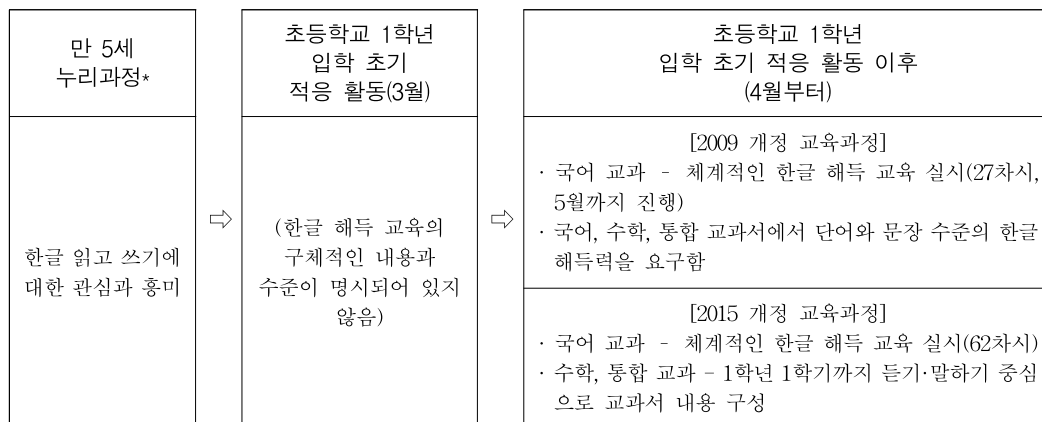 만 5세
누리과정*
초등학교 1학년
입학 초기
적응 활동(3월)
초등학교 1학년
입학 초기 적응 활동 이후
(4월부터)
한글 읽고 쓰기에
대한 관심과 흥미
⇨
(한글 해득 교육의
구체적인 내용과
수준이 명시되어 있지
않음)
⇨
[2009 개정 교육과정]
· 국어 교과 - 체계적인 한글 해득 교육 실시(27차시,
5월까지 진행)
· 국어, 수학, 통합 교과서에서 단어와 문장 수준의 한글
해득력을 요구함
[2015 개정 교육과정]
· 국어 교과 - 체계적인 한글 해득 교육 실시(62차시)
· 수학, 통합 교과 - 1학년 1학기까지 듣기·말하기 중심
으로 교과서 내용 구성